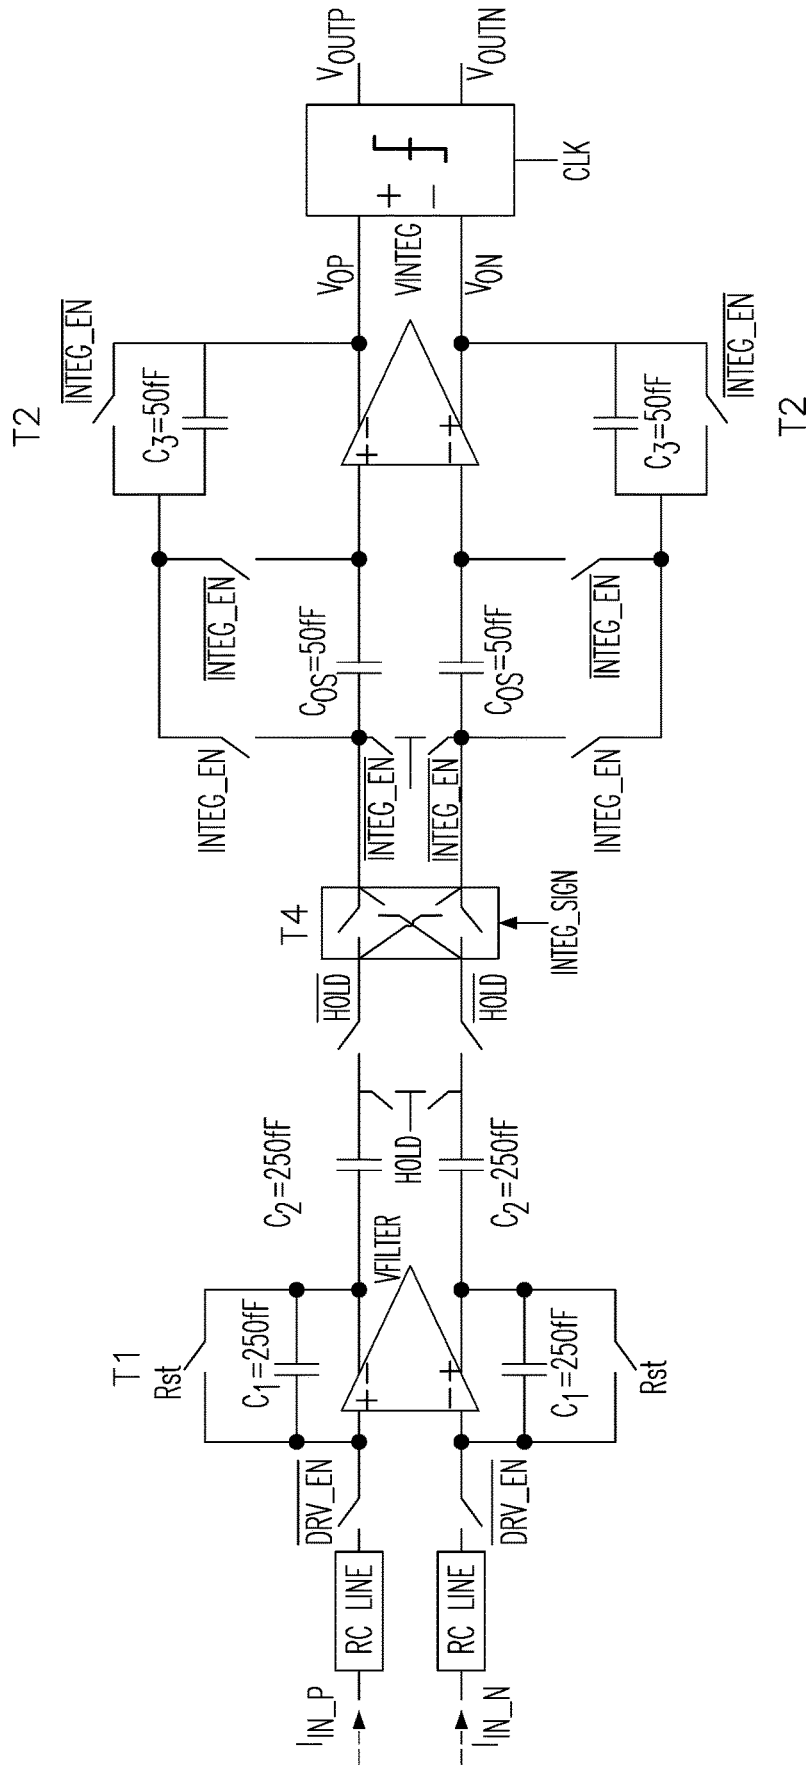 T1
Rst
C1=250fF
DRV_EN
RC LINE
IIN_P
+
−
−
+
VFILTER
DRV_EN
RC LINE
IIN_N
C1=250fF
Rst
C2=250fF
HOLD
C2=250fF
HOLD
HOLD
T4
INTEG_SIGN
INTEG_EN
INTEG_EN
INTEG_EN
INTEG_EN
INTEG_EN
INTEG_EN
COS=50fF
COS=50fF
T2
INTEG_EN
C3=50fF
+
−
−
+
C3=50fF
INTEG_EN
T2
VOP
VINTEG
VON
+
−
CLK
VOUTP
VOUTN